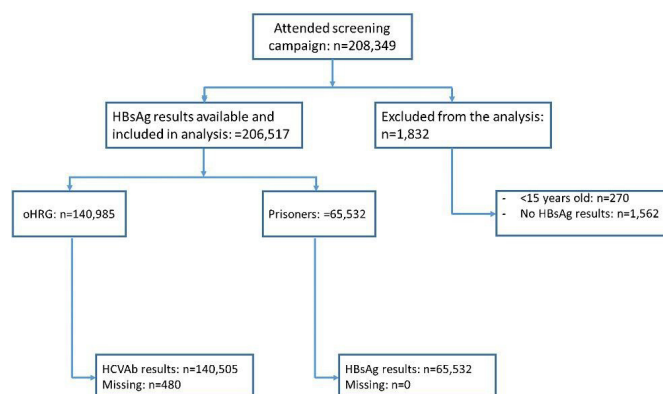 Attended screening
campaign: n=208,349
HBsAg results available and
included in analysis: =206,517
Excluded from the analysis:
n=1,832
- <15 years old: n=270
- No HBsAg results: n=1,562
oHRG: n=140,985
Prisoners: =65,532
HCVAb results: n=140,505
Missing: n=480
HBsAg results: n=65,532
Missing: n=0